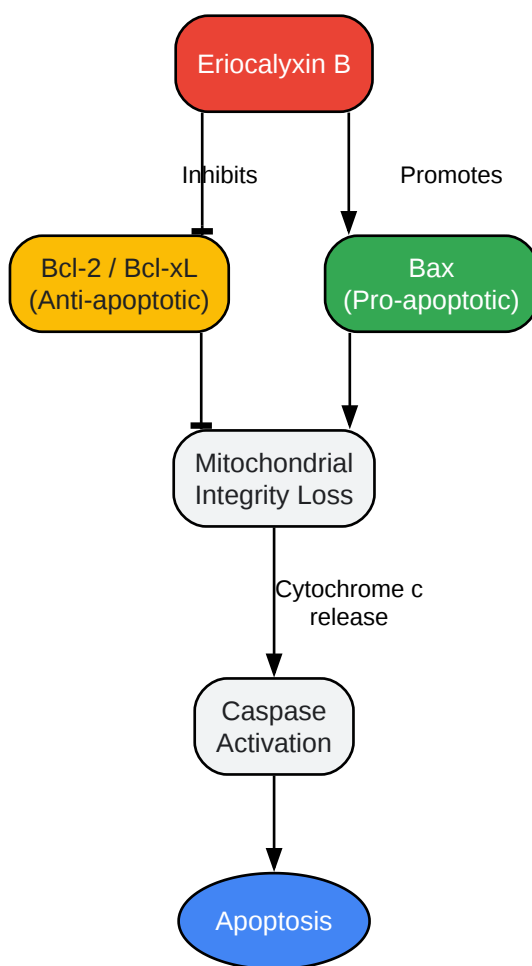 Eriocalyxin B
Inhibits
Promotes
Bcl-2 / Bcl-xL
(Anti-apoptotic)
Bax
(Pro-apoptotic)
Mitochondrial
Integrity Loss
Cytochrome c
release
Caspase
Activation
Apoptosis